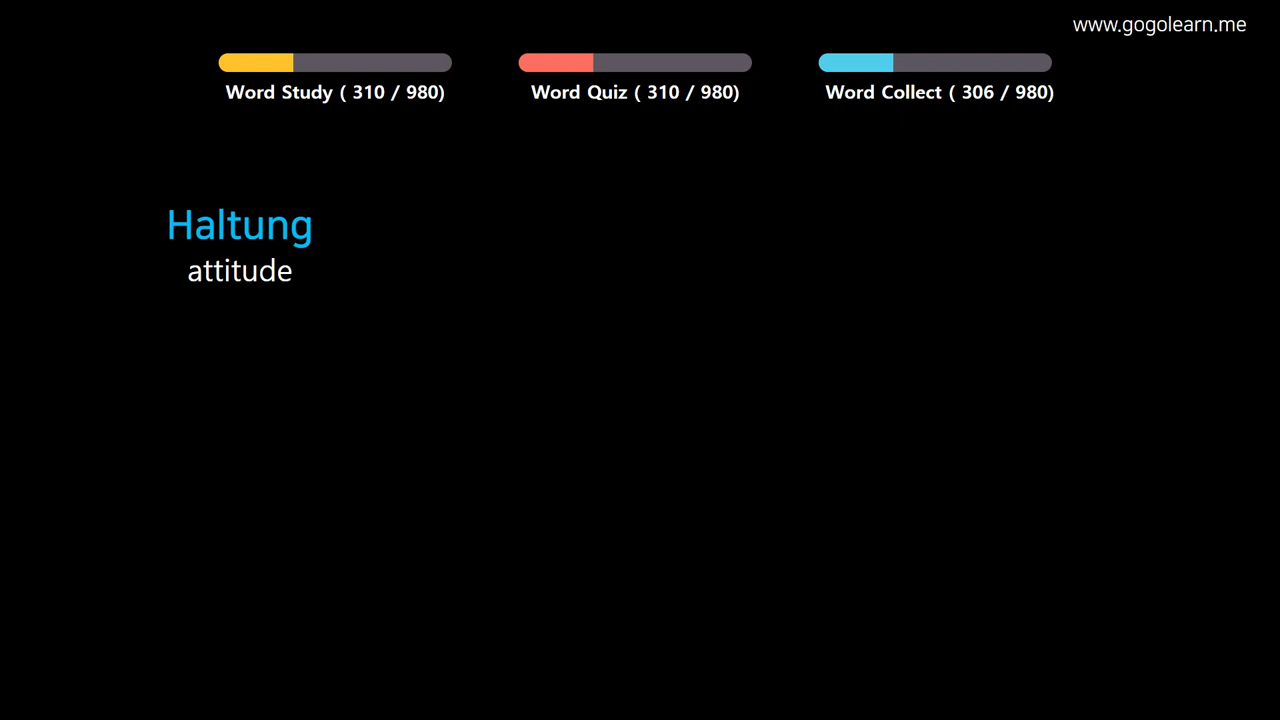 www.gogolearn.me
Word Study ( 310 / 980)
Word Quiz ( 310 / 980)
Word Collect ( 306 / 980)
Haltung
attitude